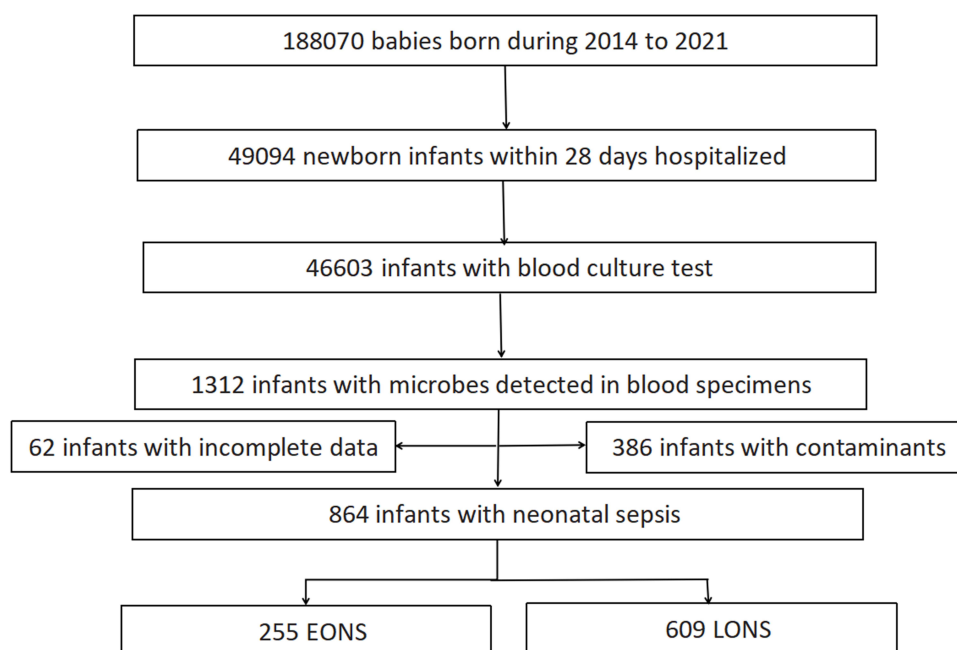 188070 babies born during 2014 to 2021
49094 newborn infants within 28 days hospitalized
46603 infants with blood culture test
1312 infants with microbes detected in blood specimens
62 infants with incomplete data
386 infants with contaminants
864 infants with neonatal sepsis
255 EONS
609 LONS